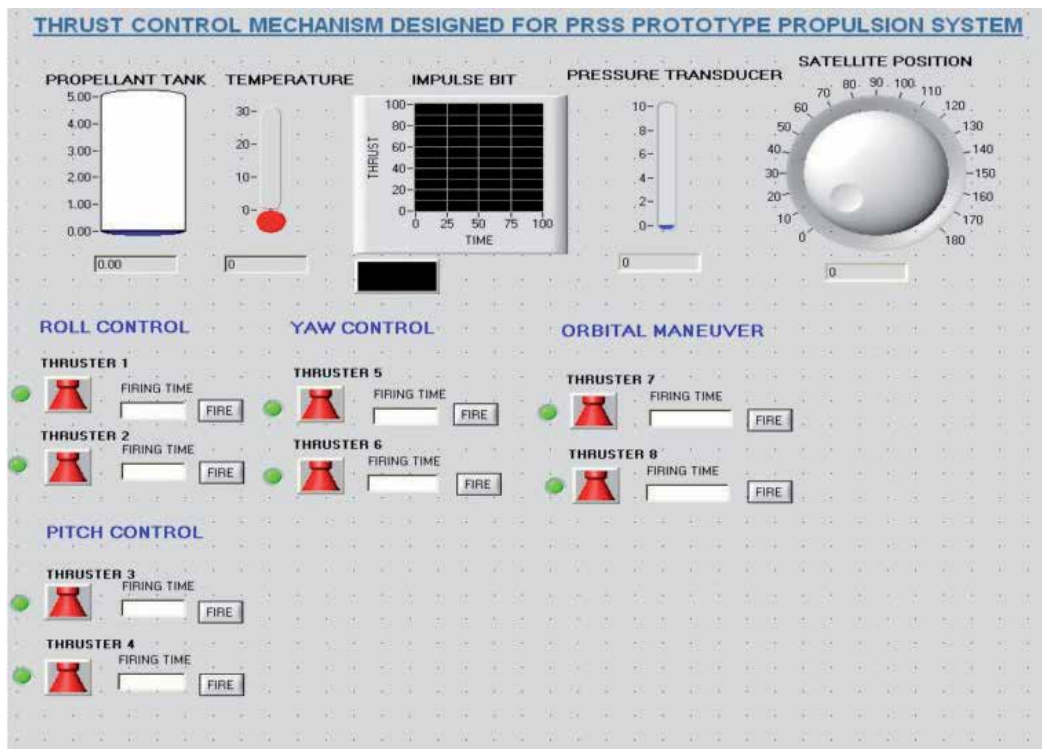 THRUST CONTROL MECHANISM DESIGNED FOR PRSS PROTOTYPE PROPULSION SYSTEM
PROPELLANT TANK
5.00
4.00
3.00
2.00
1.00
0.00
0.00
TEMPERATURE
30
20
10
0
0
IMPULSE BIT
THRUST
100
80
60
40
20
0
0 25 50 75 100
TIME
PRESSURE TRANSDUCER
10
8
6
4
2
0
0
SATELLITE POSITION
0 10 20 30 40 50 60 70 80 90 100 110 120 130 140 150 160 170 180
0
ROLL CONTROL
THRUSTER 1
FIRING TIME
FIRE
THRUSTER 2
FIRING TIME
FIRE
YAW CONTROL
THRUSTER 5
FIRING TIME
FIRE
THRUSTER 6
FIRING TIME
FIRE
ORBITAL MANEUVER
THRUSTER 7
FIRING TIME
FIRE
THRUSTER 8
FIRING TIME
FIRE
PITCH CONTROL
THRUSTER 3
FIRING TIME
FIRE
THRUSTER 4
FIRING TIME
FIRE